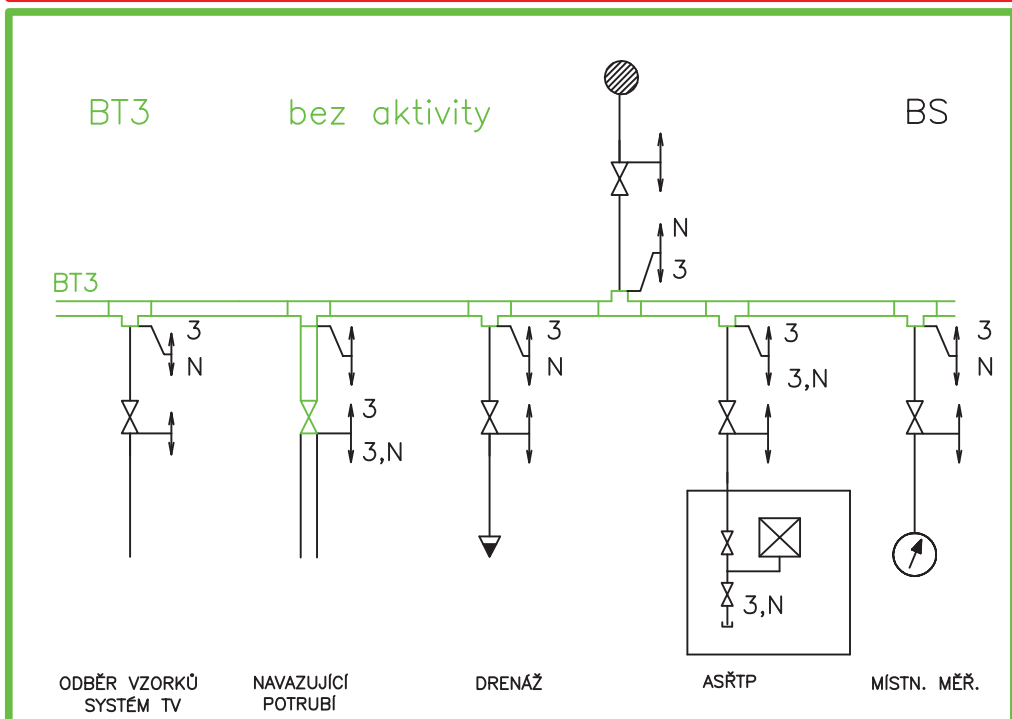 BT3 bez aktivity BS
N
3
BT3
3
N
3
3,N
3
N
3
3,N
3
N
3,N
ODBĚR VZORKŮ
SYSTÉM TV
NAVAZUJÍCÍ
POTRUBÍ
DRENÁŽ
ASŘTP
MÍSTN. MĚŘ.